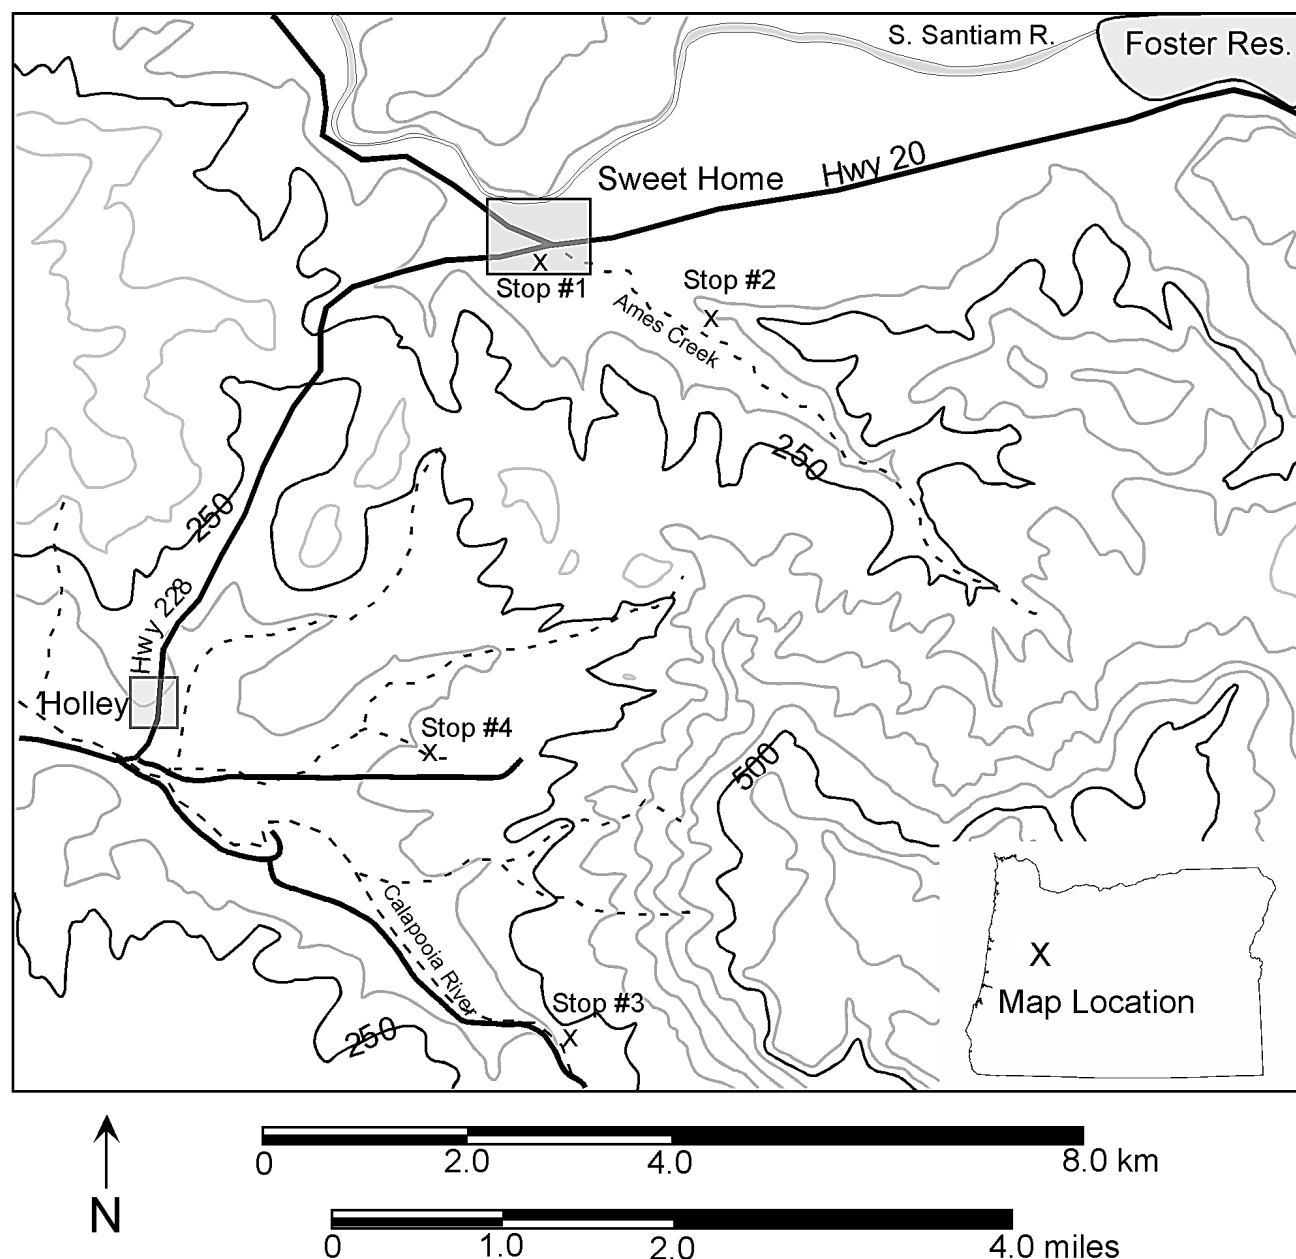 S. Santiam R.
Foster Res.
Hwy 20
Sweet Home
X
Stop #1
Stop #2
X
Ames Creek
250
250
Hwy 228
Holley
Stop #4
X
500
Calapooia River
Stop #3
X
250
X
Map Location
N
0 2.0 4.0 8.0 km
0 1.0 2.0 4.0 miles